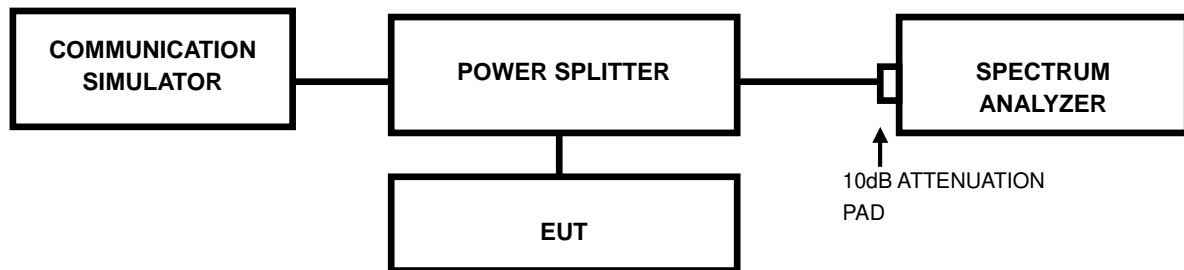 COMMUNICATION
SIMULATOR
POWER SPLITTER
SPECTRUM
ANALYZER
10dB ATTENUATION
PAD
EUT